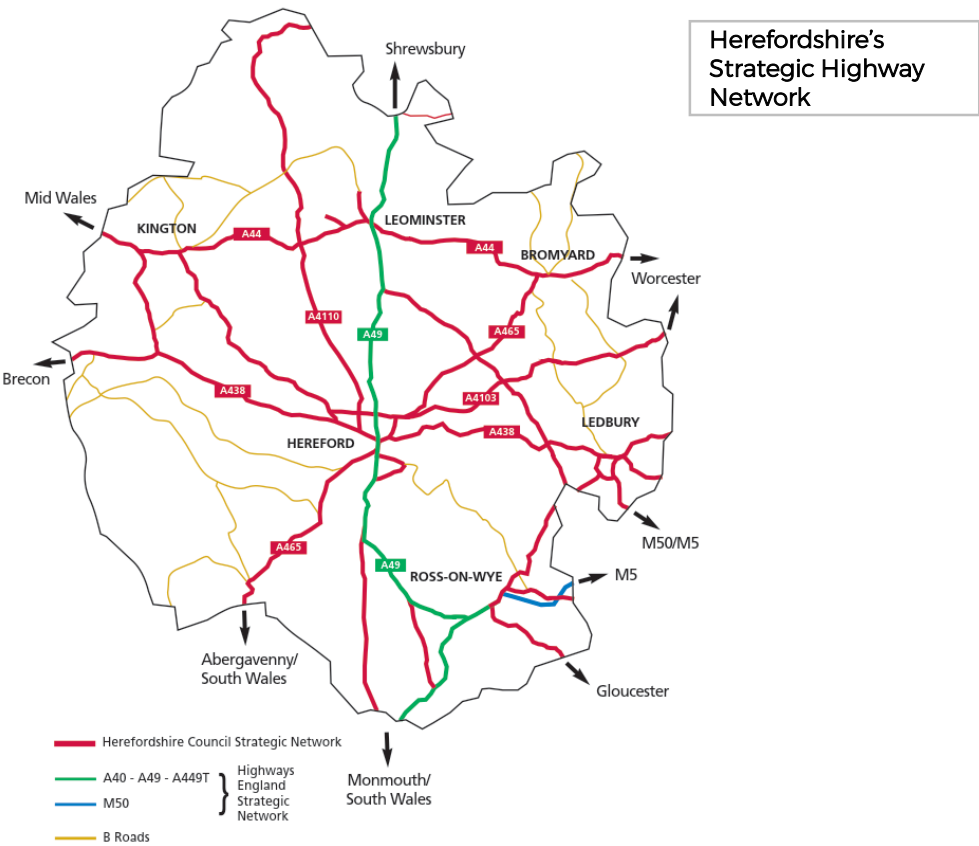 Herefordshire's
Strategic Highway
Network
Shrewsbury
Mid Wales
KINGTON
A44
LEOMINSTER
A44
BROMYARD
Worcester
A4110
A49
A465
Brecon
A438
A4103
LEDBURY
HEREFORD
A438
A465
M50/M5
A49
ROSS-ON-WYE
M5
Abergavenny/
South Wales
Gloucester
Monmouth/
South Wales
Herefordshire Council Strategic Network
A40 - A49 - A449T
M50
Highways
England
Strategic
Network
B Roads